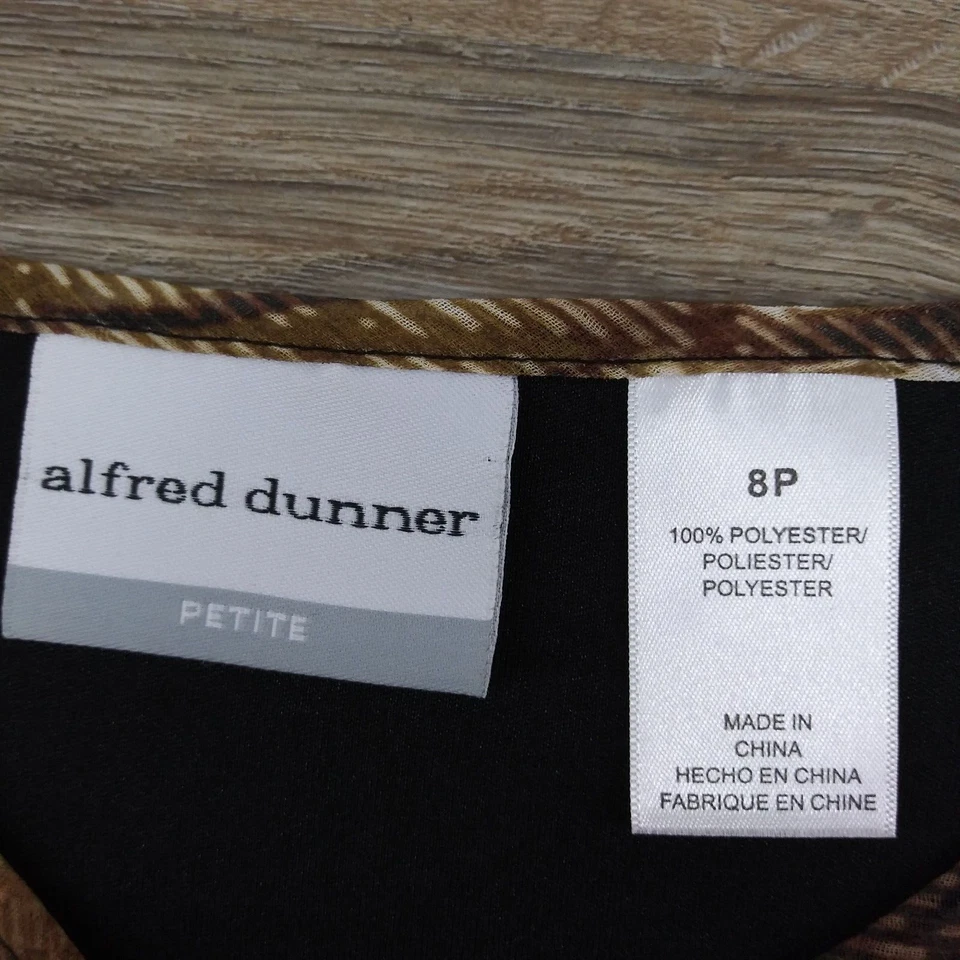 alfred dunner
PETITE
8P
100% POLYESTER/
POLIESTER/
POLYESTER
MADE IN
CHINA
HECHO EN CHINA
FABRIQUE EN CHINE